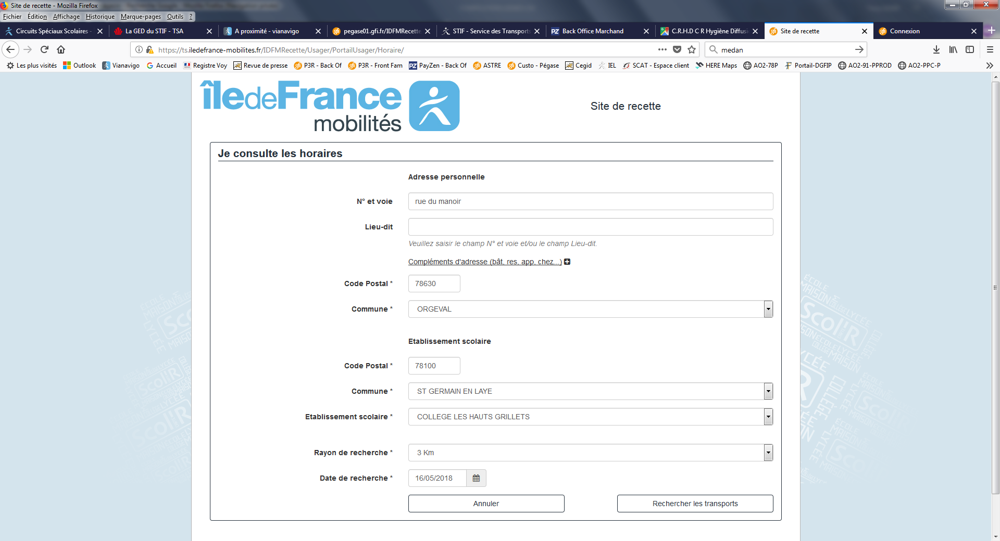 Site de recette - Mozilla Firefox
Fichier Édition Affichage Historique Marque-pages Outils ?
Circuits Spéciaux Scolaires -
La GED du STIF - TSA
A proximité - vianavigo
pegase01.gfi.fr/IDFMRecette
STIF - Service des Transports
PZ Back Office Marchand
C.R.H.D C R Hygiène Diffusi
gfi Site de recette
gfi Connexion
https://ts.iledefrance-mobilites.fr/IDFMRecette/Usager/PortailUsager/Horaire/
medan
Les plus visités Outlook Vianavigo Accueil Registre Voy Revue de presse P3R - Back Of P3R - Front Fam PZ PayZen - Back Of ASTRE Custo - Pégase Cegid IEL SCAT - Espace client HERE Maps AO2-78P Portail-DGFIP AO2-91-PPROD AO2-PPC-P
îledeFrance
mobilités
Site de recette
Je consulte les horaires
Adresse personnelle
N° et voie rue du manoir
Lieu-dit
Veuillez saisir le champ N° et voie et/ou le champ Lieu-dit.
Compléments d'adresse (bât, res, app, chez...)
Code Postal * 78630
Commune * ORGEVAL
Etablissement scolaire
Code Postal * 78100
Commune * ST GERMAIN EN LAYE
Etablissement scolaire * COLLEGE LES HAUTS GRILLETS
Rayon de recherche * 3 Km
Date de recherche * 16/05/2018
Annuler Rechercher les transports